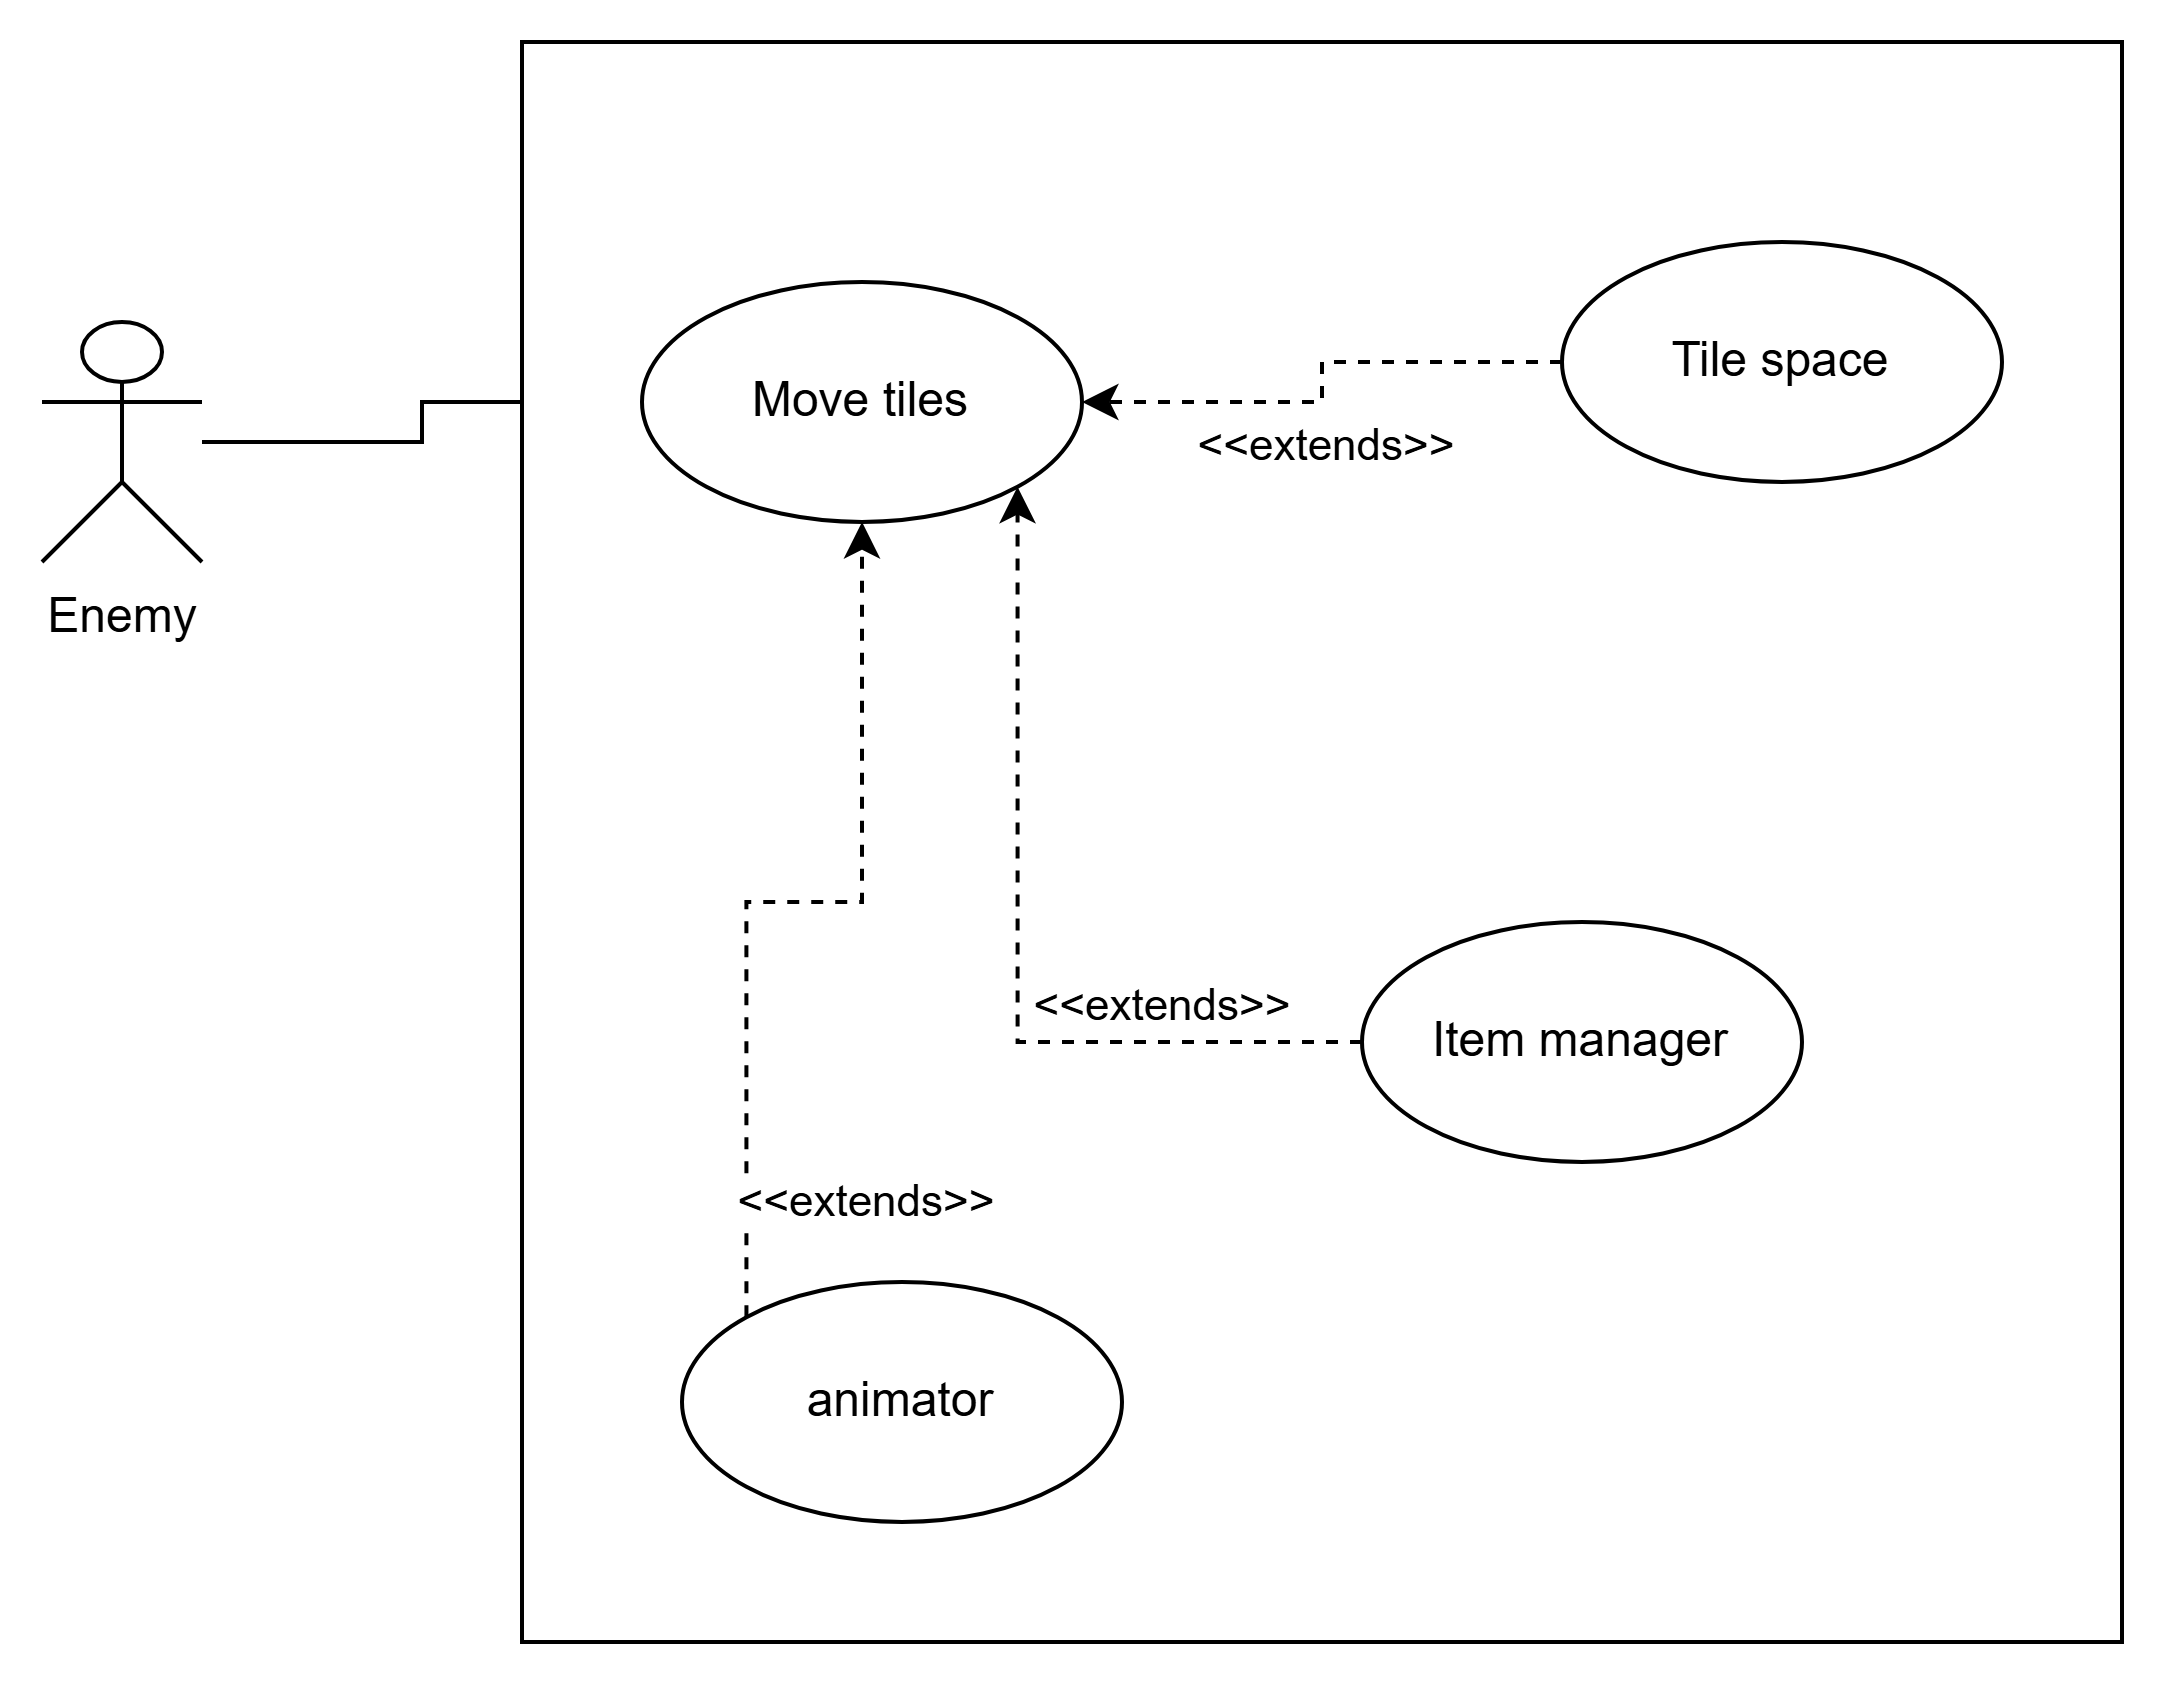 Tile space
Move tiles
<<extends>>
Enemy
<<extends>>
Item manager
<<extends>>
animator